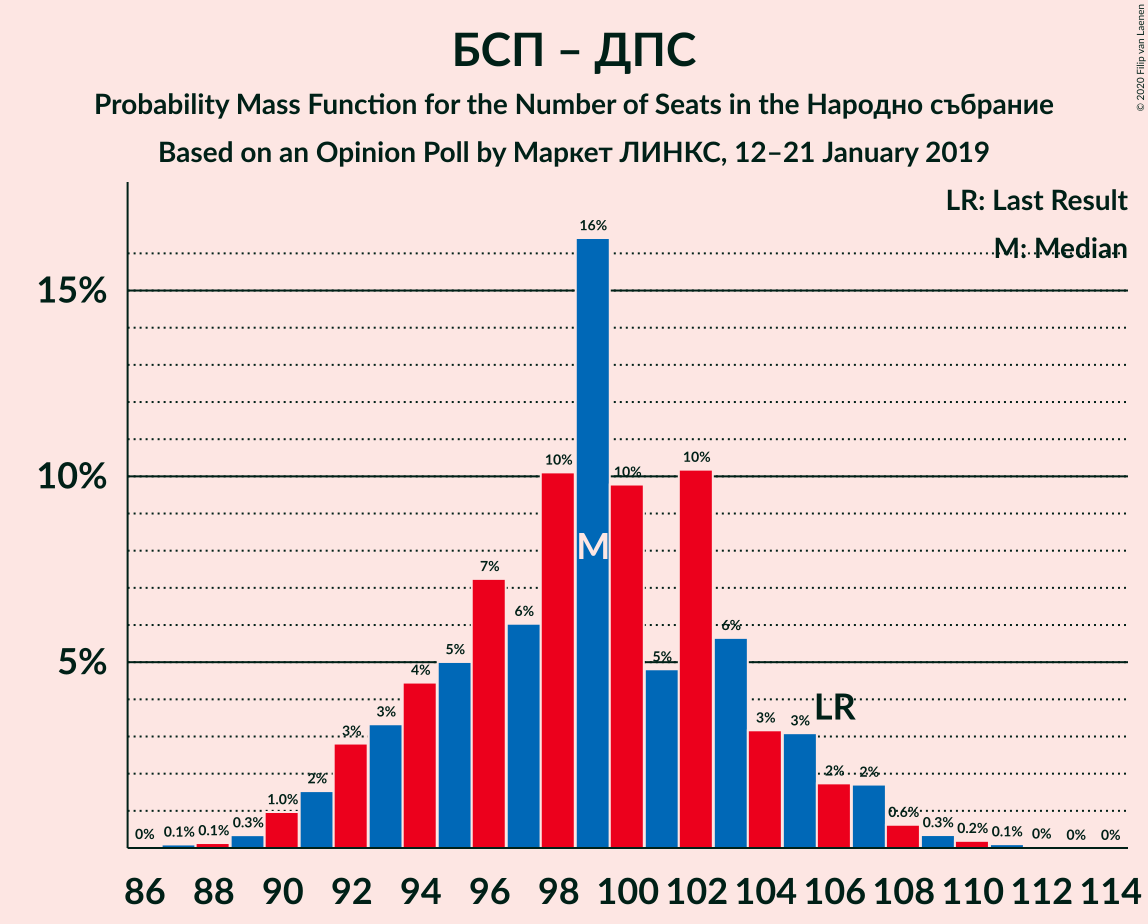 БСП – ДПС
Probability Mass Function for the Number of Seats in the Народно събрание
Based on an Opinion Poll by Маркет ЛИНКС, 12–21 January 2019
© 2020 Filip van Laenen
LR: Last Result
M: Median
15%
10%
5%
0% 0.1% 0.1% 0.3% 1.0% 2% 3% 3% 4% 5% 7% 6% 10% 16% 10% 5% 10% 6% 3% 3% 2% 2% 0.6% 0.3% 0.2% 0.1% 0% 0% 0%
M
LR
86 88 90 92 94 96 98 100 102 104 106 108 110 112 114